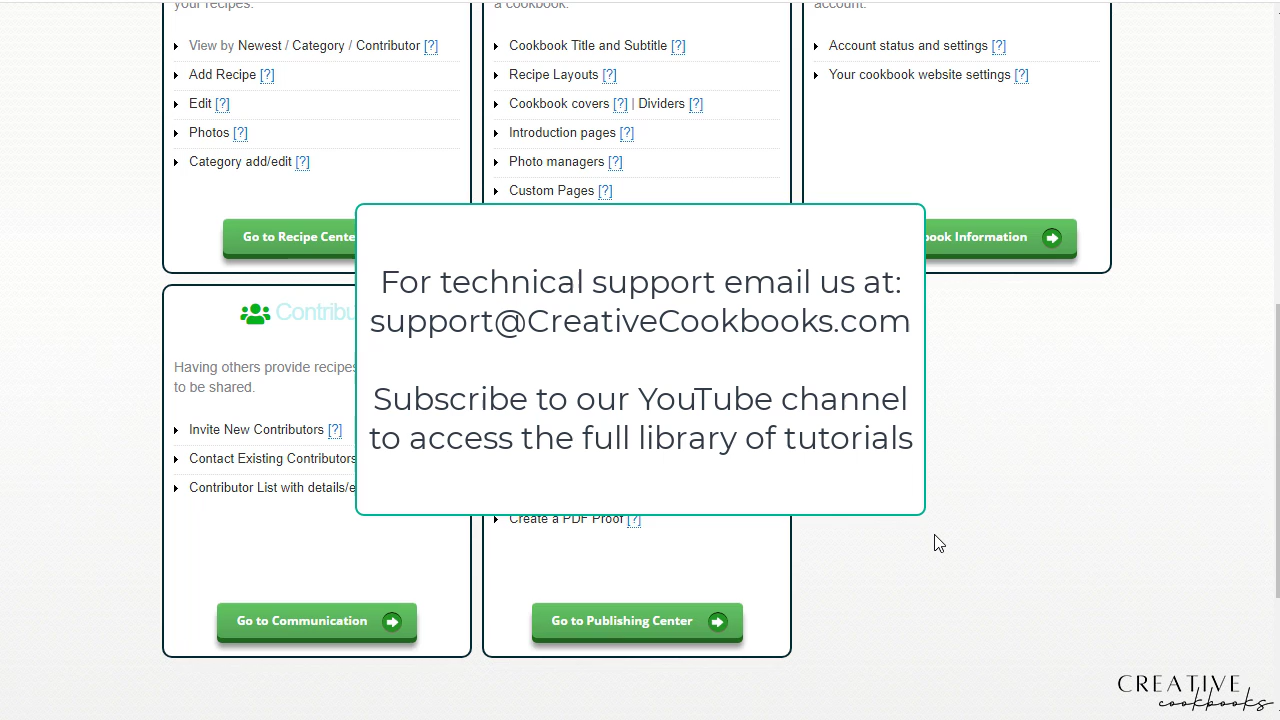 your recipes.
a cookbook.
account.
View by Newest / Category / Contributor [?]
Add Recipe [?]
Edit [?]
Photos [?]
Category add/edit [?]
Go to Recipe Cente
Cookbook Title and Subtitle [?]
Recipe Layouts [?]
Cookbook covers [?] | Dividers [?]
Introduction pages [?]
Photo managers [?]
Custom Pages [?]
Account status and settings [?]
Your cookbook website settings [?]
book Information
For technical support email us at:
support@CreativeCookbooks.com
Subscribe to our YouTube channel
to access the full library of tutorials
Contribu
Having others provide recipes
to be shared.
Invite New Contributors [?]
Contact Existing Contributors
Contributor List with details/e
Go to Communication
Create a PDF Proof [?]
Go to Publishing Center
CREATIVE
cookbooks